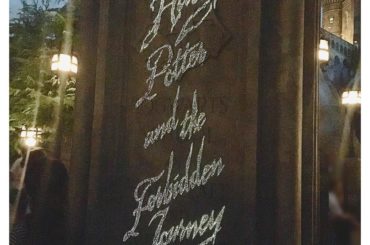 Harry
Potter
and the
Forbidden
Journey